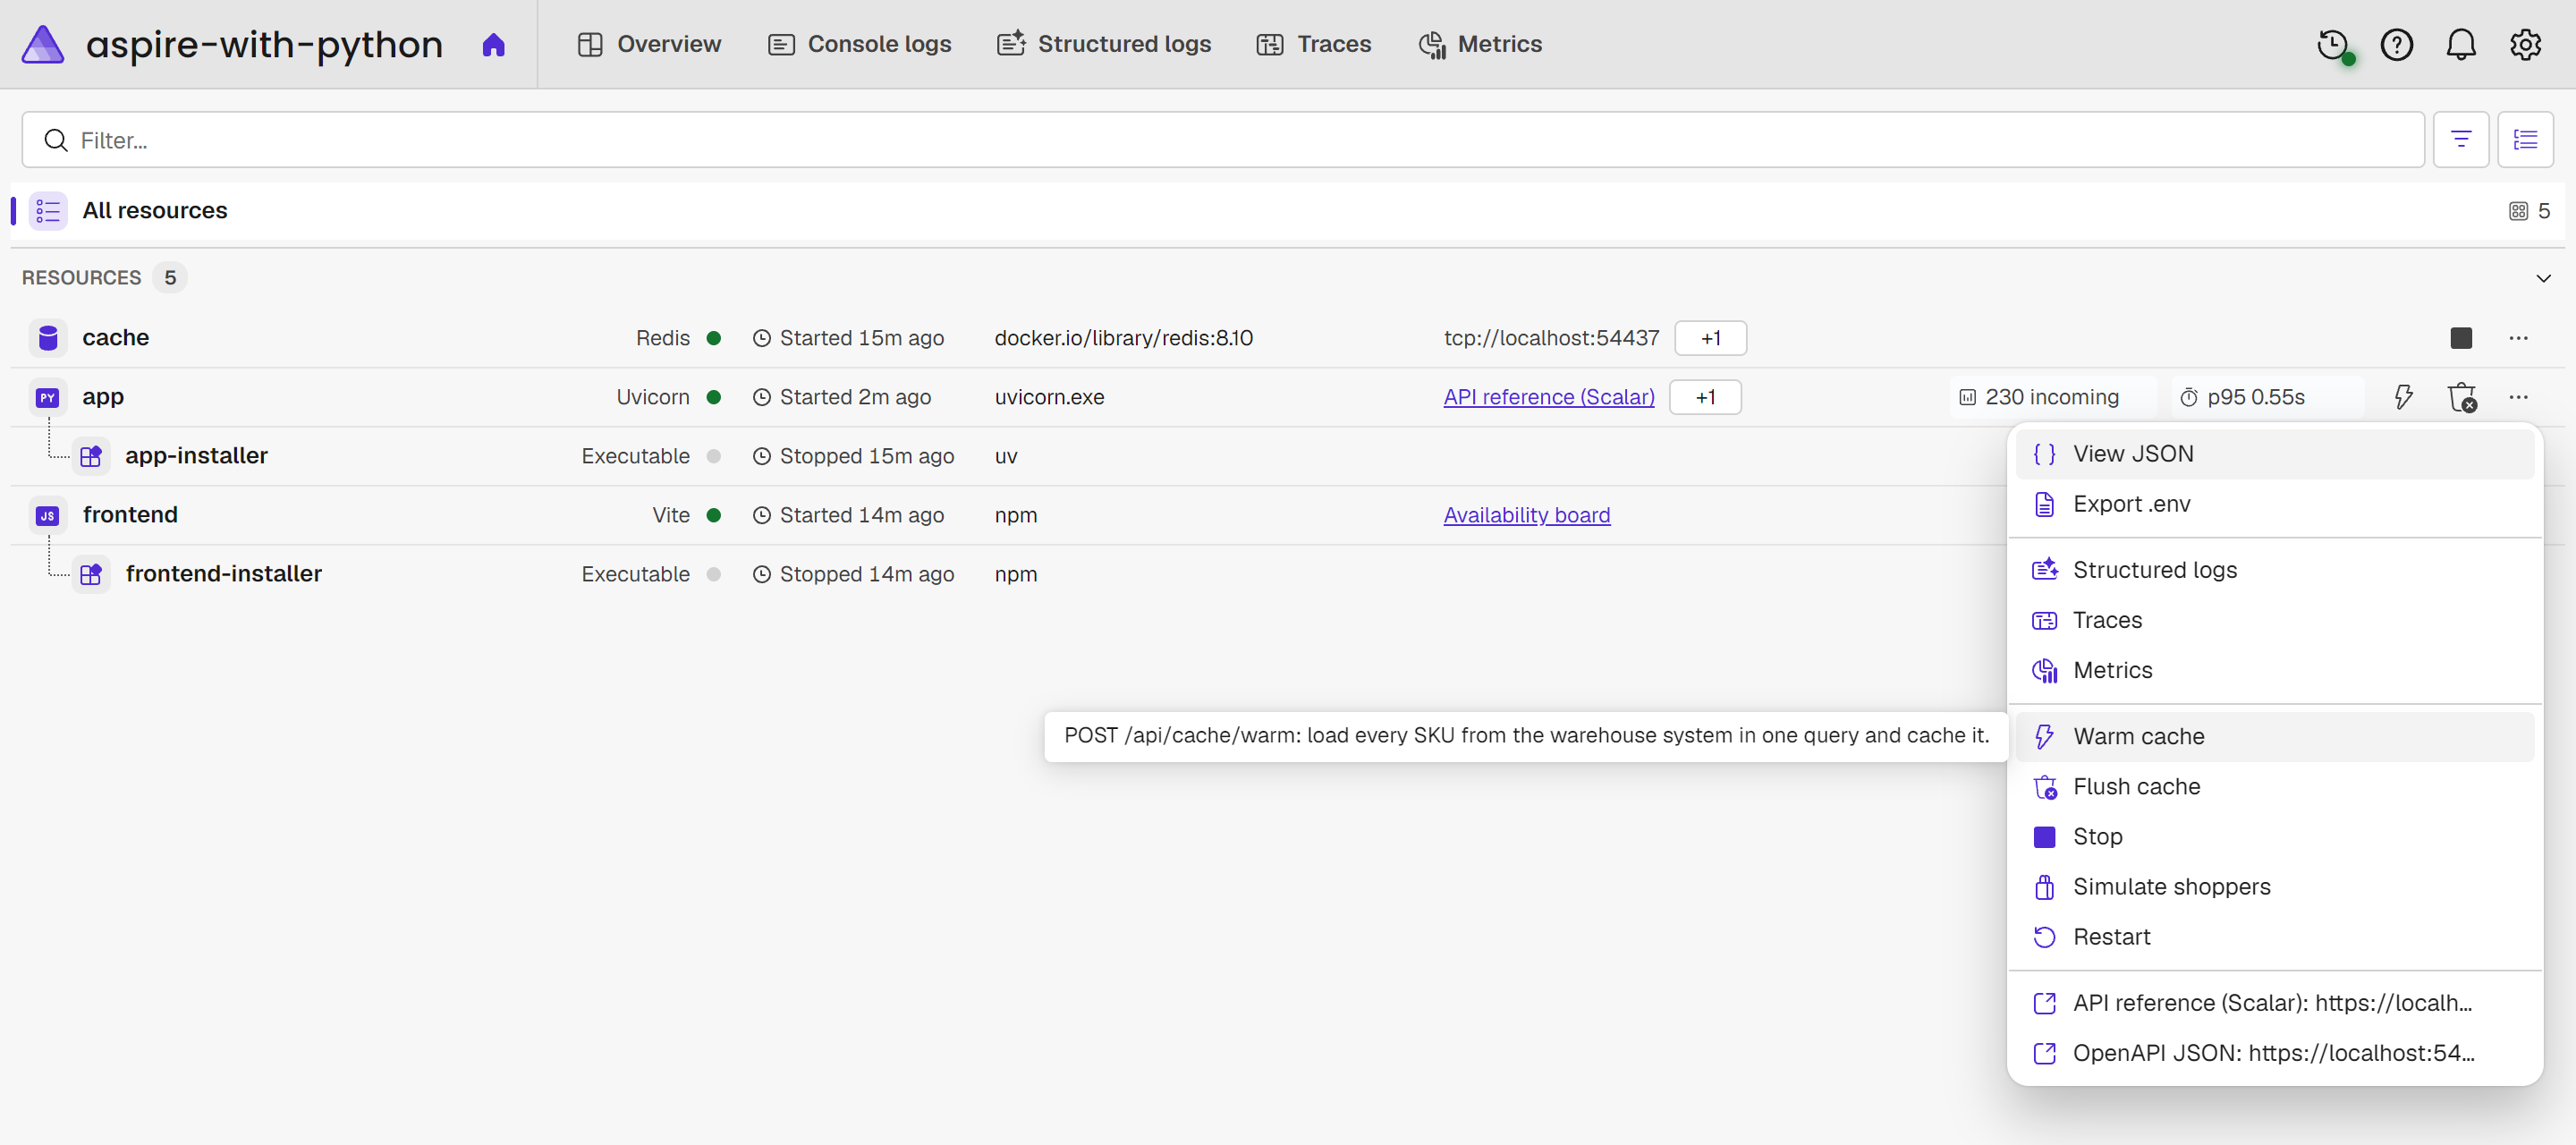 aspire-with-python
Overview
Console logs
Structured logs
Traces
Metrics
Filter...
All resources
5
RESOURCES 5
cache Redis Started 15m ago docker.io/library/redis:8.10 tcp://localhost:54437 +1
PY app Uvicorn Started 2m ago uvicorn.exe API reference (Scalar) +1 230 incoming p95 0.55s
app-installer Executable Stopped 15m ago uv
JS frontend Vite Started 14m ago npm Availability board
frontend-installer Executable Stopped 14m ago npm
View JSON
Export .env
Structured logs
Traces
Metrics
POST /api/cache/warm: load every SKU from the warehouse system in one query and cache it.
Warm cache
Flush cache
Stop
Simulate shoppers
Restart
API reference (Scalar): https://localh...
OpenAPI JSON: https://localhost:54...